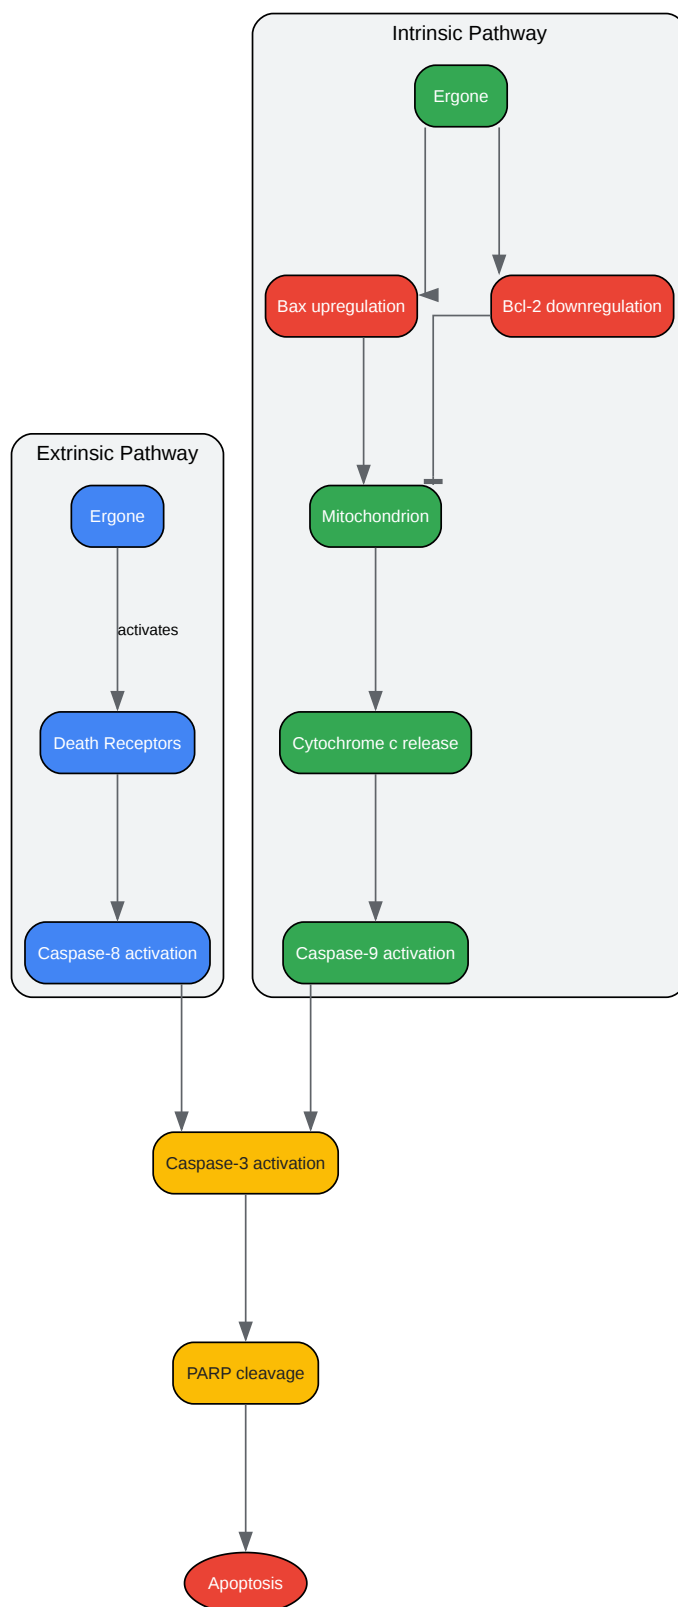 Intrinsic Pathway
Ergone
Bax upregulation
Bcl-2 downregulation
Extrinsic Pathway
Ergone
Mitochondrion
activates
Death Receptors
Cytochrome c release
Caspase-8 activation
Caspase-9 activation
Caspase-3 activation
PARP cleavage
Apoptosis